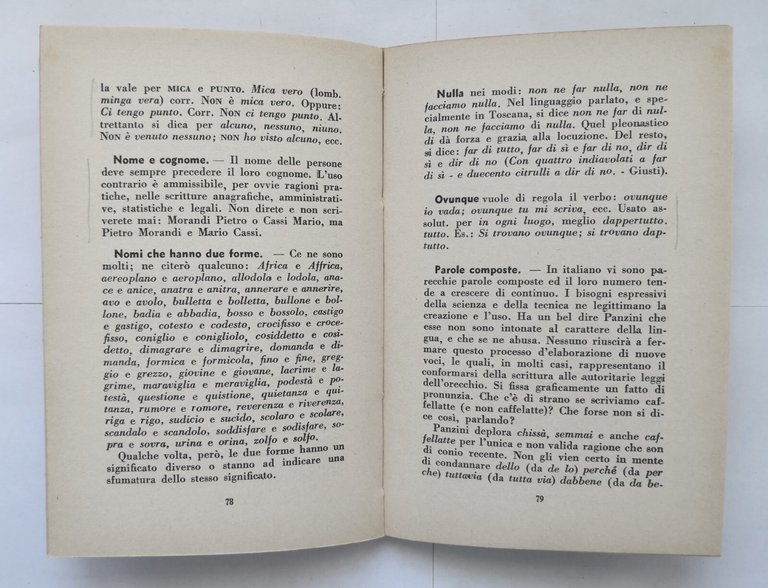 la vale per MICA e PUNTO. Mica vero (lomb.
minga vera) corr. NON è mica vero. Oppure:
Ci tengo punto. Corr. NON ci tengo punto. Al-
trettanto si dica per alcuno, nessuno, niuno.
NON è venuto nessuno; NON ho visto alcuno, ecc.
Nome e cognome. — Il nome delle persone
deve sempre precedere il loro cognome. L'uso
contrario è ammissibile, per ovvie ragioni pra-
tiche, nelle scritture anagrafiche, amministrati-
ve, statistiche e legali. Non direte e non scri-
verete mai: Morandi Pietro o Cassi Mario, ma
Pietro Morandi e Mario Cassi.
Nomi che hanno due forme. — Ce ne sono
molti; ne citerò qualcuno: Africa e Affrica,
aereoplano e aeroplano, allodola e lodola, ana-
ce e anice, anatra e anitra, annerare e annerire,
avo e avolo, bulletta e bolletta, bullone e bol-
lone, badia e abbadia, bosso e bossolo, castigo
e gastigo, cotesto e codesto, crocifisso e croce-
fisso, coniglio e conigliolo, cosiddetto e cosi-
detto, dimagrare e dimagrire, domanda e di-
manda, formica e formicola, fino e fine, greg-
gio e grezzo, giovine e giovane, lacrime e la-
grime, maraviglia e meraviglia, podestà e po-
testà, questione e quistione, quietanza e qui-
tanza, rumore e romore, reverenza e riverenza,
riga e rigo, sudicio e sucido, scolaro e scolare,
scandalo e scandolo, soddisfare e sodisfare, so-
pra e sovra, urina e orina, zolfo e solfo.
Qualche volta, però, le due forme hanno un
significato diverso o stanno ad indicare una
sfumatura dello stesso significato.
78
Nulla nei modi: non ne far nulla, non ne
facciamo nulla. Nel linguaggio parlato, e spe-
cialmente in Toscana, si dice non ne far di nul-
la, non ne facciamo di nulla. Quel pleonastico
di dà forza e grazia alla locuzione. Del resto,
si dice: far di tutto, far di sì e far di no, dir di
sì e dir di no (Con quattro indiavolati a far
di sì - e duecento citrulli a dir di no. - Giusti).
Ovunque vuole di regola il verbo: ovunque
io vada; ovunque tu mi scriva, ecc. Usato as-
solut. per in ogni luogo, meglio dappertutto.
tutto. Es.: Si trovano ovunque; si trovano dap-
tutto.
Parole composte. — In italiano vi sono pa-
recchie parole composte ed il loro numero ten-
de a crescere di continuo. I bisogni espressivi
della scienza e della tecnica ne legittimano la
creazione e l'uso. Ha un bel dire Panzini che
esse non sono intonate al carattere della lin-
gua, e che se ne abusa. Nessuno riuscirà a fer-
mare questo processo d'elaborazione di nuove
voci, le quali, in molti casi, rappresentano il
conformarsi della scrittura alle autoritarie leggi
dell'orecchio. Si fissa graficamente un fatto di
pronunzia. Che c'è di strano se scriviamo caf-
fellatte (e non caffelatte)? Che forse non si di-
ce così, parlando?
Panzini deplora chissà, semmai e anche caf-
fellatte per l'unica e non valida ragione che son
di conio recente. Non gli vien certo in mente
di condannare dello (da de lo) perché (da per
che) tuttavia (da tutta via) dabbene (da da be-
79